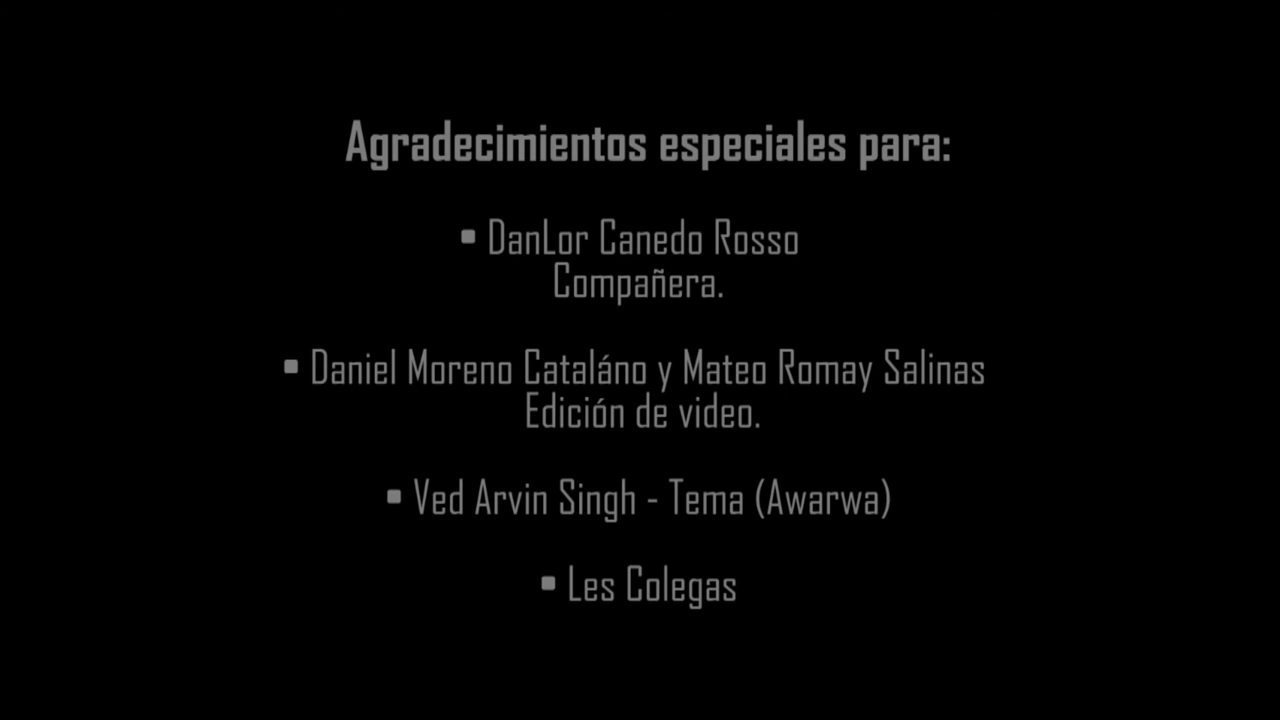 Agradecimientos especiales para:
▪ DanLor Canedo Rosso
Compañera.
▪ Daniel Moreno Cataláno y Mateo Romay Salinas
Edición de video.
▪ Ved Arvin Singh - Tema (Awarwa)
▪ Les Colegas